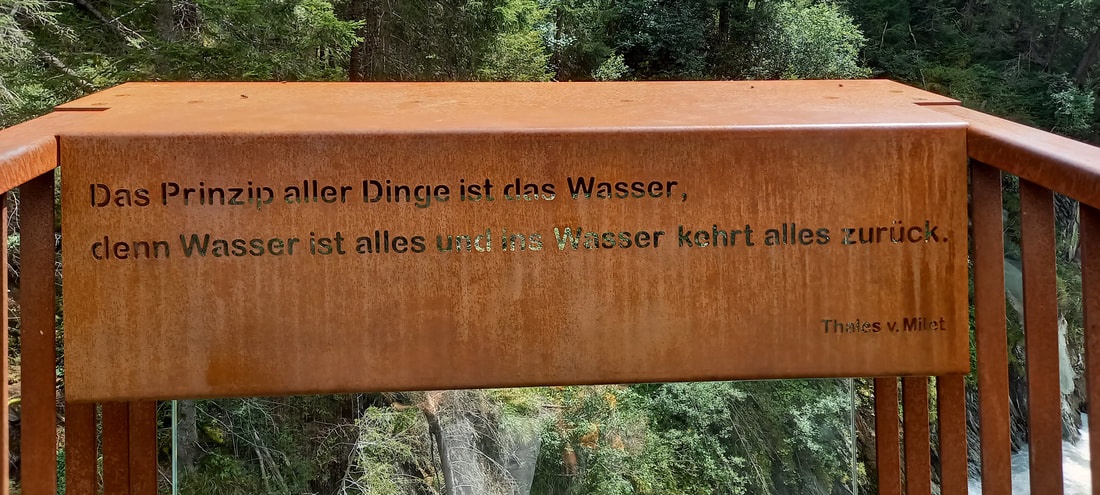 Das Prinzip aller Dinge ist das Wasser,
denn Wasser ist alles und ins Wasser kehrt alles zurück.
Thales v. Milet